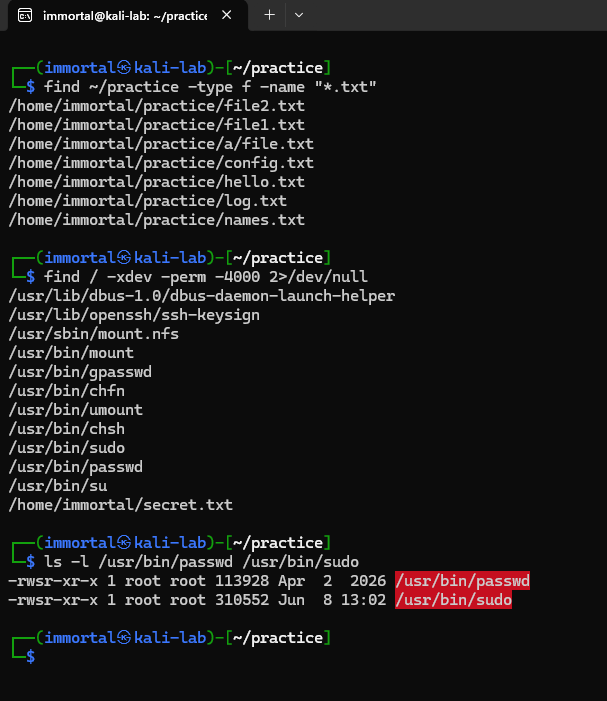 immortal@kali-lab: ~/practice
┌──(immortal㉿kali-lab)-[~/practice]
└─$ find ~/practice -type f -name "*.txt"
/home/immortal/practice/file2.txt
/home/immortal/practice/file1.txt
/home/immortal/practice/a/file.txt
/home/immortal/practice/config.txt
/home/immortal/practice/hello.txt
/home/immortal/practice/log.txt
/home/immortal/practice/names.txt
┌──(immortal㉿kali-lab)-[~/practice]
└─$ find / -xdev -perm -4000 2>/dev/null
/usr/lib/dbus-1.0/dbus-daemon-launch-helper
/usr/lib/openssh/ssh-keysign
/usr/sbin/mount.nfs
/usr/bin/mount
/usr/bin/gpasswd
/usr/bin/chfn
/usr/bin/umount
/usr/bin/chsh
/usr/bin/sudo
/usr/bin/passwd
/usr/bin/su
/home/immortal/secret.txt
┌──(immortal㉿kali-lab)-[~/practice]
└─$ ls -l /usr/bin/passwd /usr/bin/sudo
-rwsr-xr-x 1 root root 113928 Apr  2  2026 /usr/bin/passwd
-rwsr-xr-x 1 root root 310552 Jun  8 13:02 /usr/bin/sudo
┌──(immortal㉿kali-lab)-[~/practice]
└─$